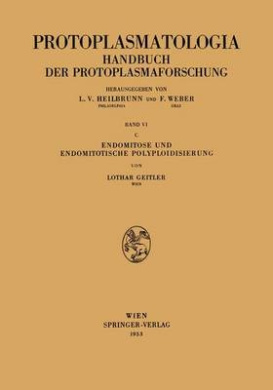 PROTOPLASMATOLOGIA
HANDBUCH
DER PROTOPLASMAFORSCHUNG
HERAUSGEGEBEN VON
L. V. HEILBRUNN UND F. WEBER
PHILADELPHIA GRAZ
BAND VI
C
ENDOMITOSE UND
ENDOMITOTISCHE POLYPLOIDISIERUNG
VON
LOTHAR GEITLER
WIEN
WIEN
SPRINGER-VERLAG
1953